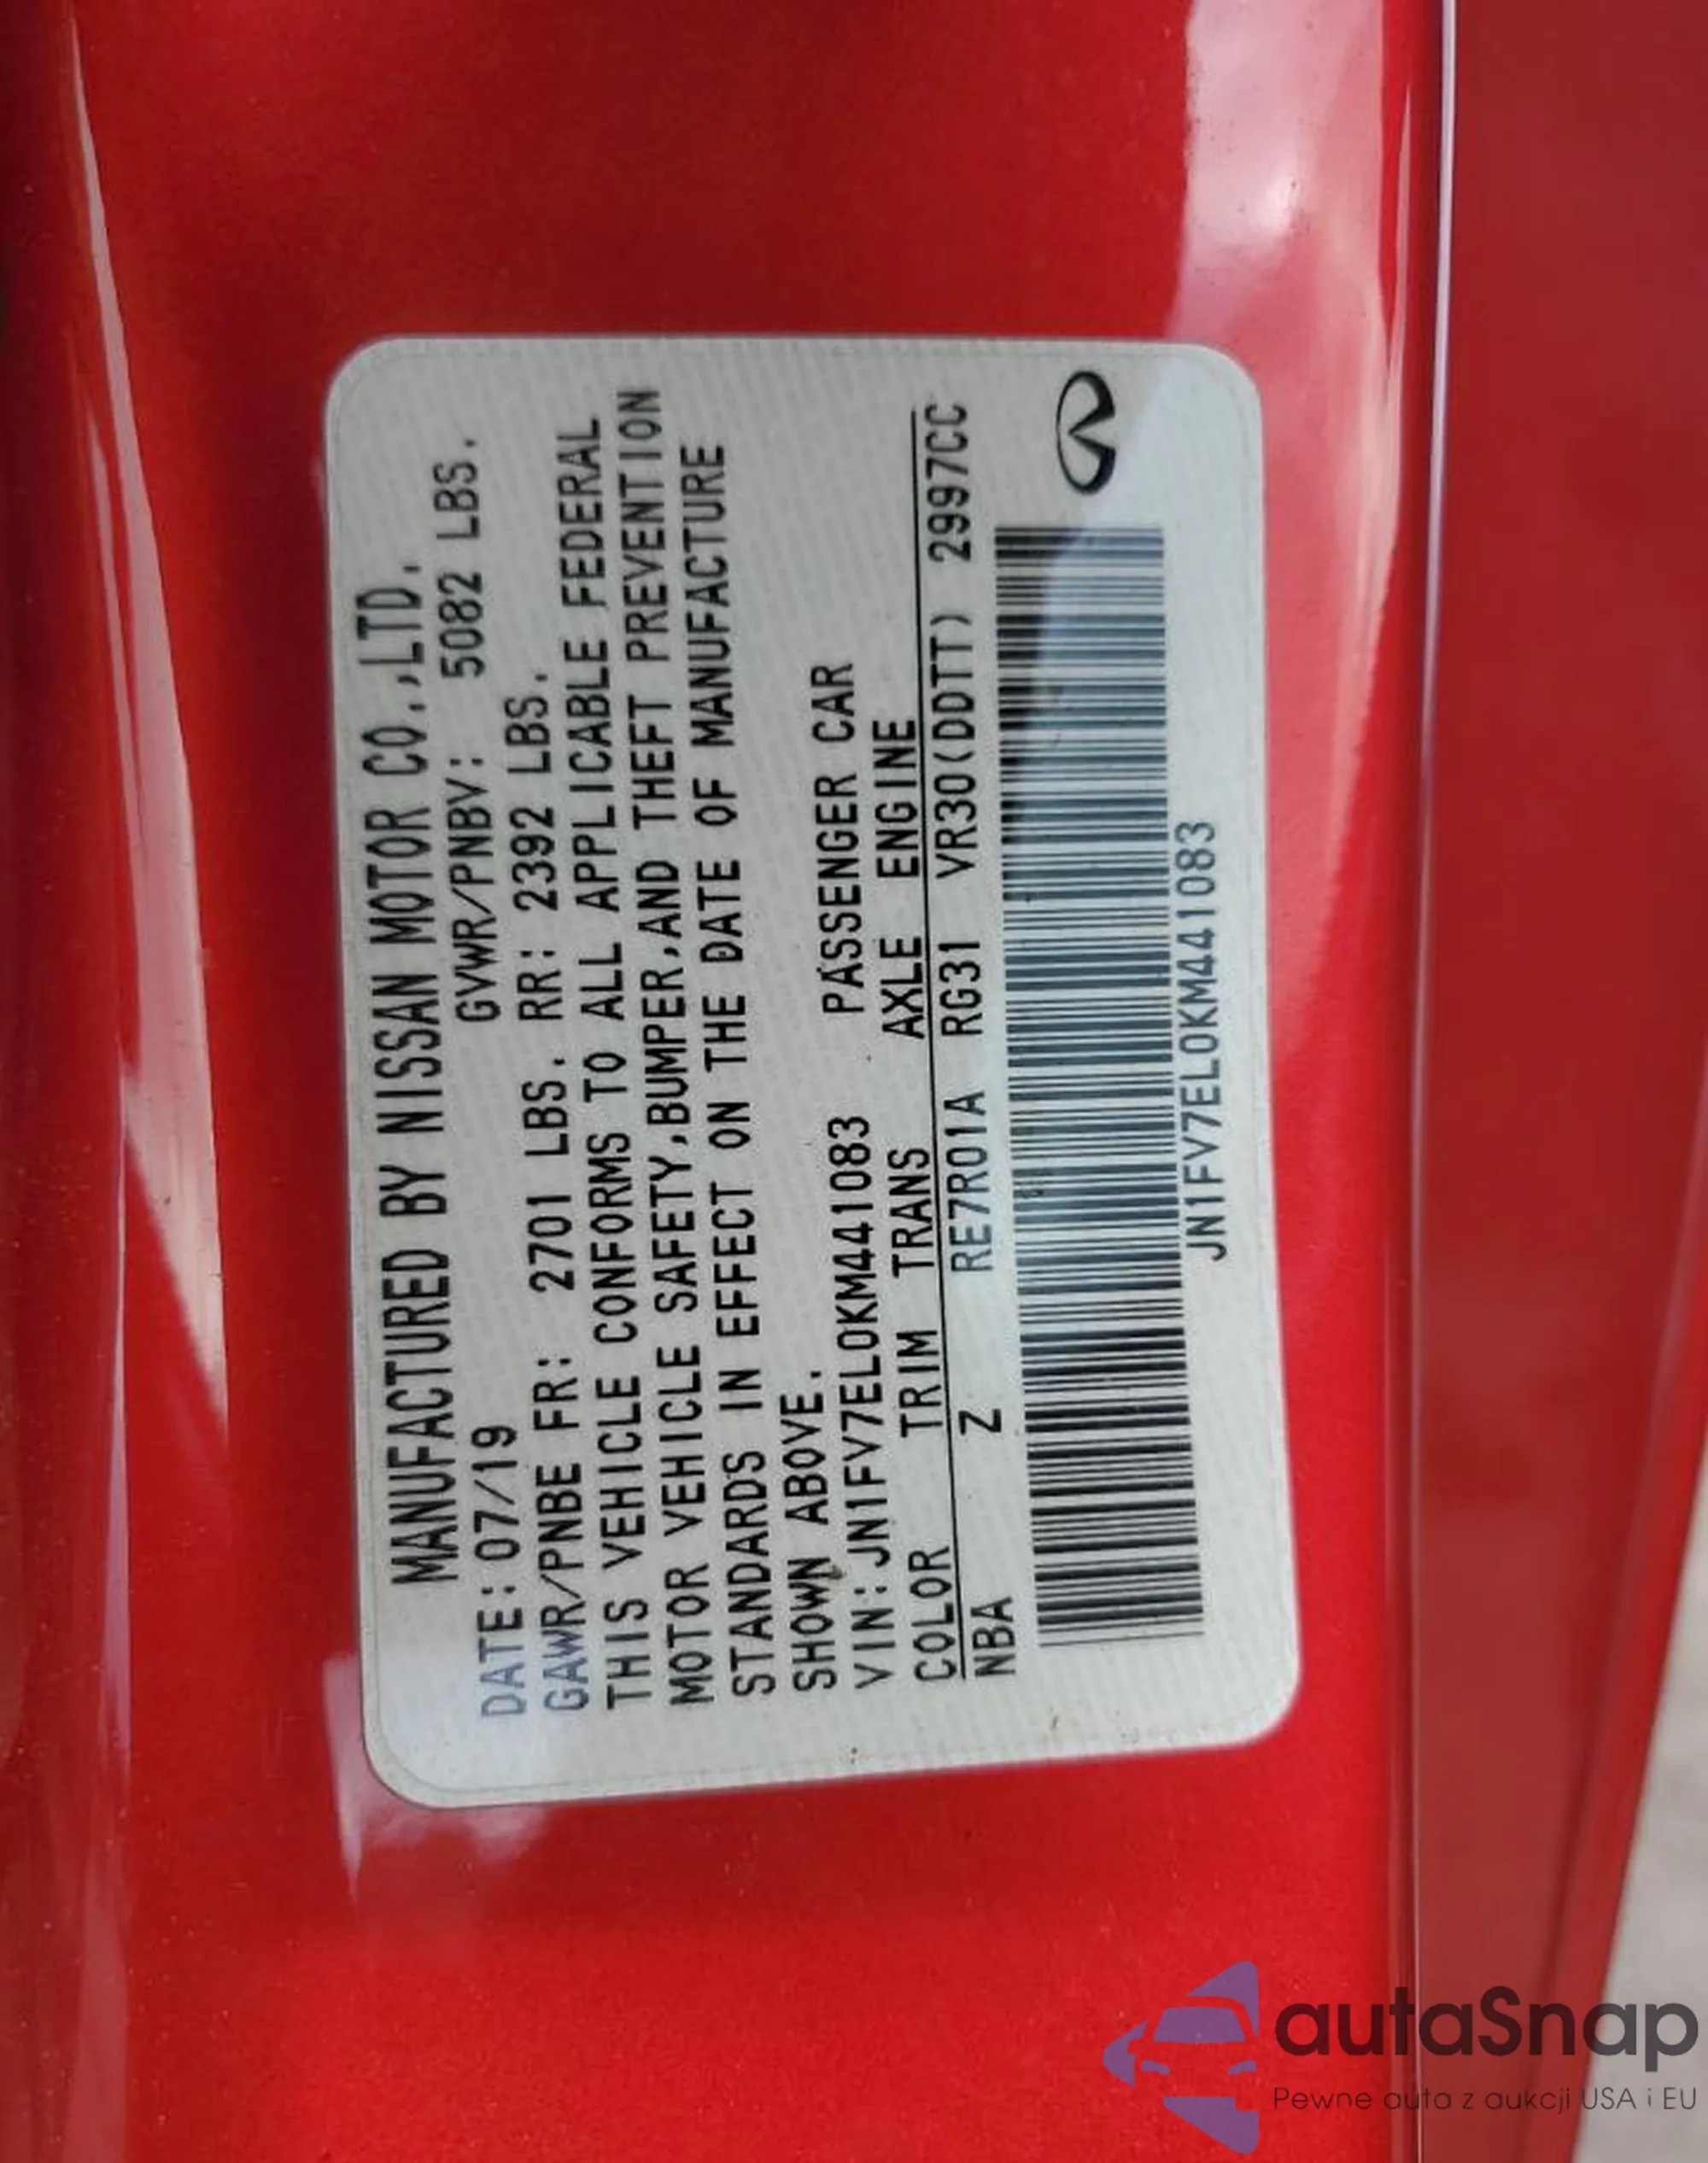 MANUFACTURED BY NISSAN MOTOR CO.,LTD.
DATE:07/19 GVWR/PNBV: 5082 LBS.
GAWR/PNBE FR: 2701 LBS. RR: 2392 LBS.
THIS VEHICLE CONFORMS TO ALL APPLICABLE FEDERAL
MOTOR VEHICLE SAFETY,BUMPER,AND THEFT PREVENTION
STANDARDS IN EFFECT ON THE DATE OF MANUFACTURE
SHOWN ABOVE.
VIN:JN1FV7EL0KM441083 PASSENGER CAR
COLOR TRIM TRANS AXLE ENGINE
NBA Z RE7R01A RG31 VR30(DDTT) 2997CC
JN1FV7EL0KM441083
autaSnap
Pewne auta z aukcji USA i EU